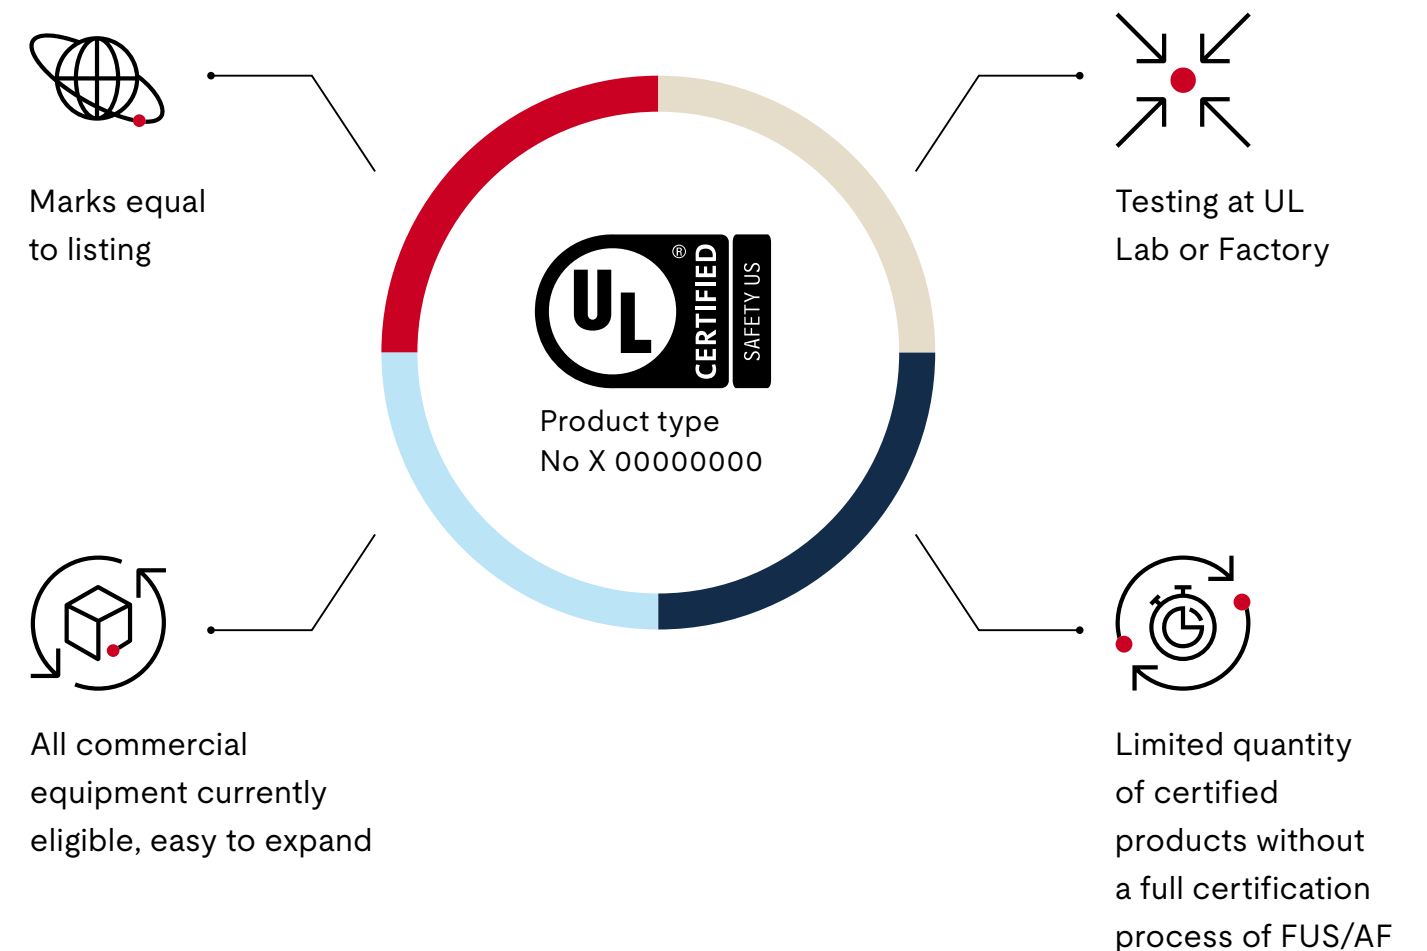 Marks equal
to listing
Testing at UL
Lab or Factory
UL
®
CERTIFIED
SAFETY US
Product type
No X 00000000
All commercial
equipment currently
eligible, easy to expand
Limited quantity
of certified
products without
a full certification
process of FUS/AF